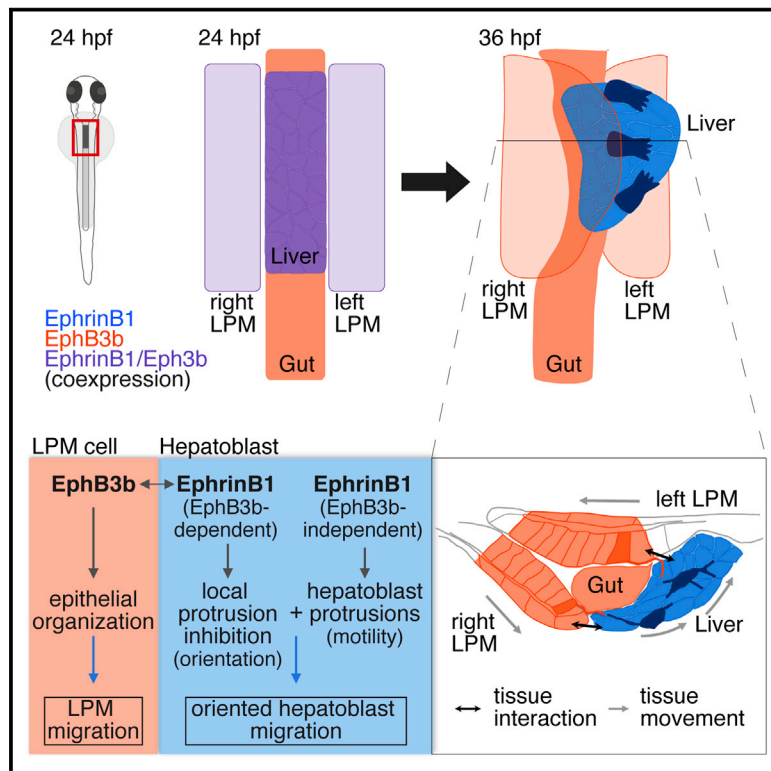 24 hpf
24 hpf
36 hpf
Liver
Liver
right
LPM
left
LPM
Gut
right
LPM
left
LPM
Gut
EphrinB1
EphB3b
EphrinB1/Eph3b
(coexpression)
LPM cell
Hepatoblast
EphB3b
EphrinB1
EphrinB1
(EphB3b-
dependent)
(EphB3b-
independent)
epithelial
organization
local
protrusion
inhibition
(orientation)
+
hepatoblast
protrusions
(motility)
LPM
migration
oriented hepatoblast
migration
left LPM
Gut
right
LPM
Liver
tissue
interaction
tissue
movement